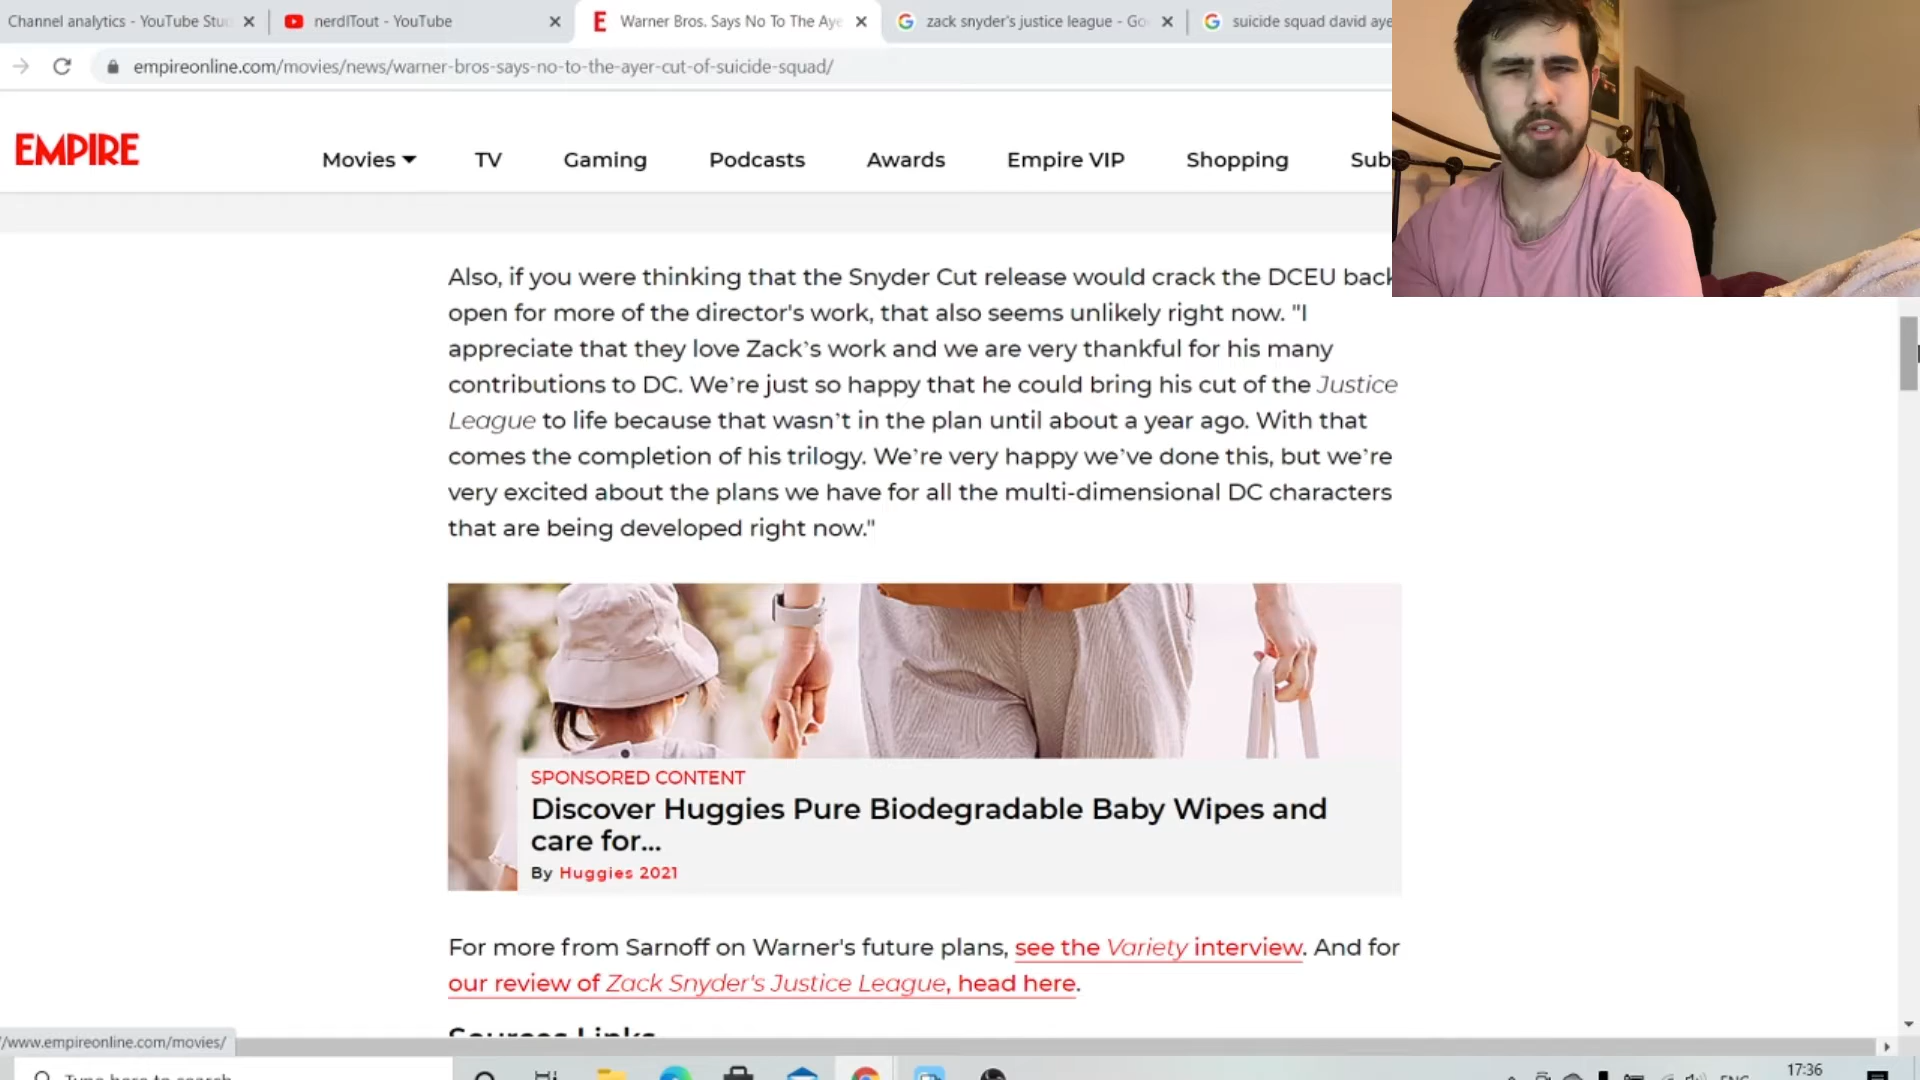 Channel analytics - YouTube Stu
nerdITout - YouTube
Warner Bros. Says No To The Aye
zack snyder's justice league - Go
suicide squad david aye
empireonline.com/movies/news/warner-bros-says-no-to-the-ayer-cut-of-suicide-squad/
EMPIRE
Movies
TV
Gaming
Podcasts
Awards
Empire VIP
Shopping
Sub
Also, if you were thinking that the Snyder Cut release would crack the DCEU back
open for more of the director's work, that also seems unlikely right now. "I
appreciate that they love Zack's work and we are very thankful for his many
contributions to DC. We're just so happy that he could bring his cut of the Justice
League to life because that wasn't in the plan until about a year ago. With that
comes the completion of his trilogy. We're very happy we've done this, but we're
very excited about the plans we have for all the multi-dimensional DC characters
that are being developed right now."
SPONSORED CONTENT
Discover Huggies Pure Biodegradable Baby Wipes and
care for...
By Huggies 2021
For more from Sarnoff on Warner's future plans, see the Variety interview. And for
our review of Zack Snyder's Justice League, head here.
Sources Links
/www.empireonline.com/movies/
Type here to search
ENG
17:36